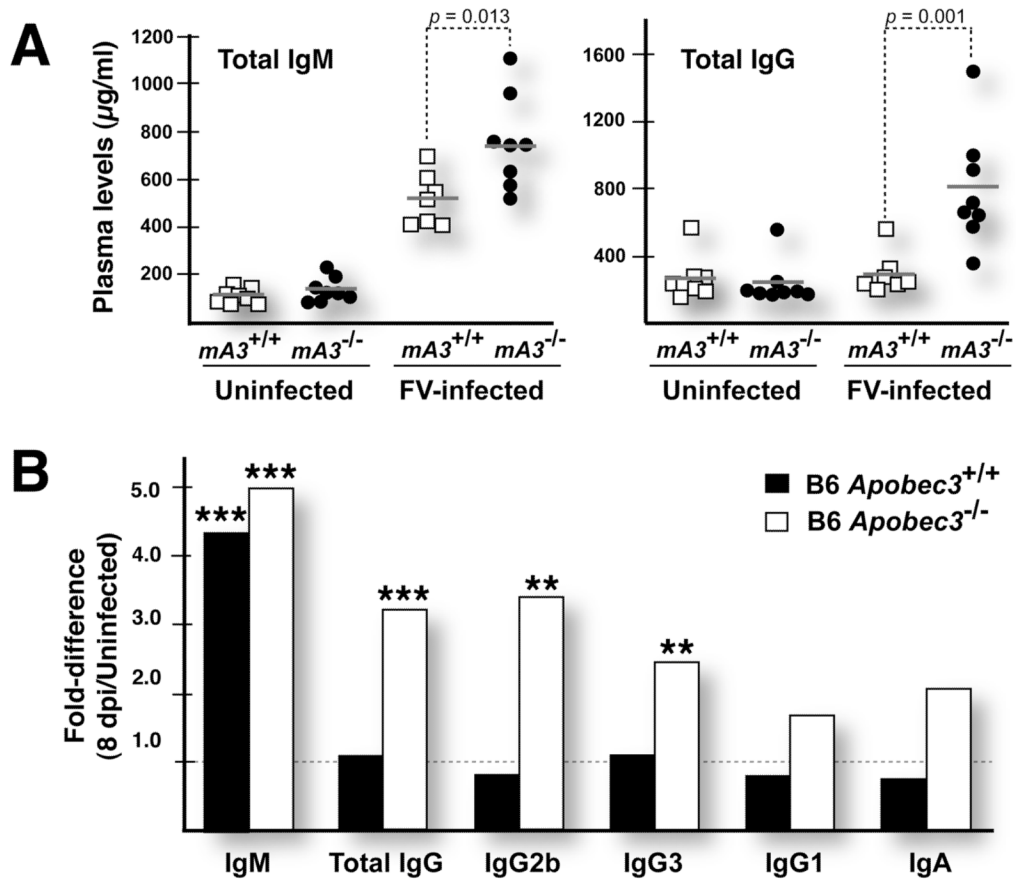 A
Plasma levels (µg/ml)
1200
1000
800
600
400
200
Total IgM
p = 0.013
mA3+/+ mA3-/- mA3+/+ mA3-/-
Uninfected FV-infected
1600
1200
800
400
Total IgG
p = 0.001
mA3+/+ mA3-/- mA3+/+ mA3-/-
Uninfected FV-infected
B
Fold-difference
(8 dpi/Uninfected)
5.0
4.0
3.0
2.0
1.0
*** ***
***
**
**
B6 Apobec3+/+
B6 Apobec3-/-
IgM Total IgG IgG2b IgG3 IgG1 IgA